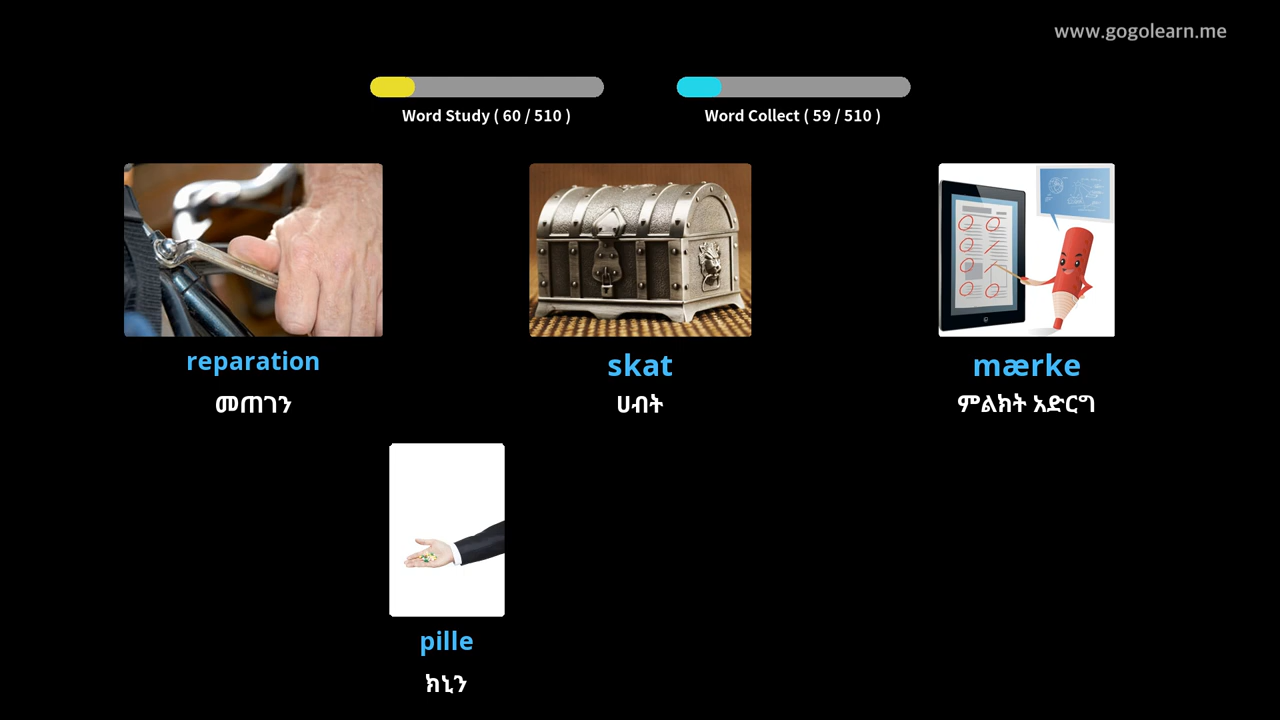 www.gogolearn.me
Word Study ( 60 / 510 )
Word Collect ( 59 / 510 )
reparation
መጠገን
skat
ሀብት
mærke
ምልክት አድርግ
pille
ክኒን